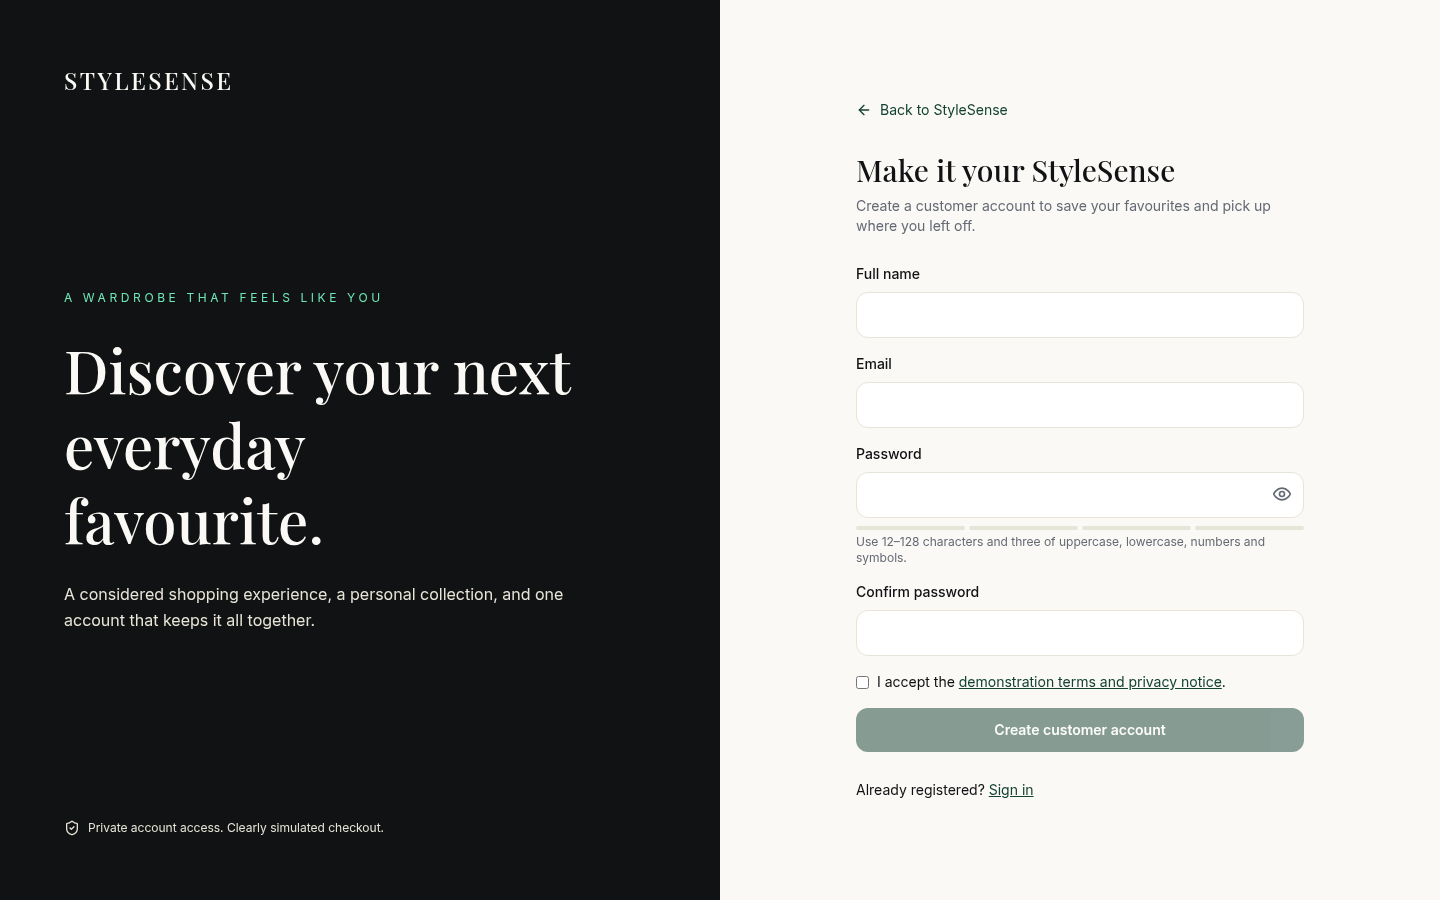 STYLESENSE
A WARDROBE THAT FEELS LIKE YOU
Discover your next
everyday
favourite.
A considered shopping experience, a personal collection, and one
account that keeps it all together.
Private account access. Clearly simulated checkout.
Back to StyleSense
Make it your StyleSense
Create a customer account to save your favourites and pick up
where you left off.
Full name
Email
Password
Use 12–128 characters and three of uppercase, lowercase, numbers and
symbols.
Confirm password
I accept the demonstration terms and privacy notice.
Create customer account
Already registered? Sign in